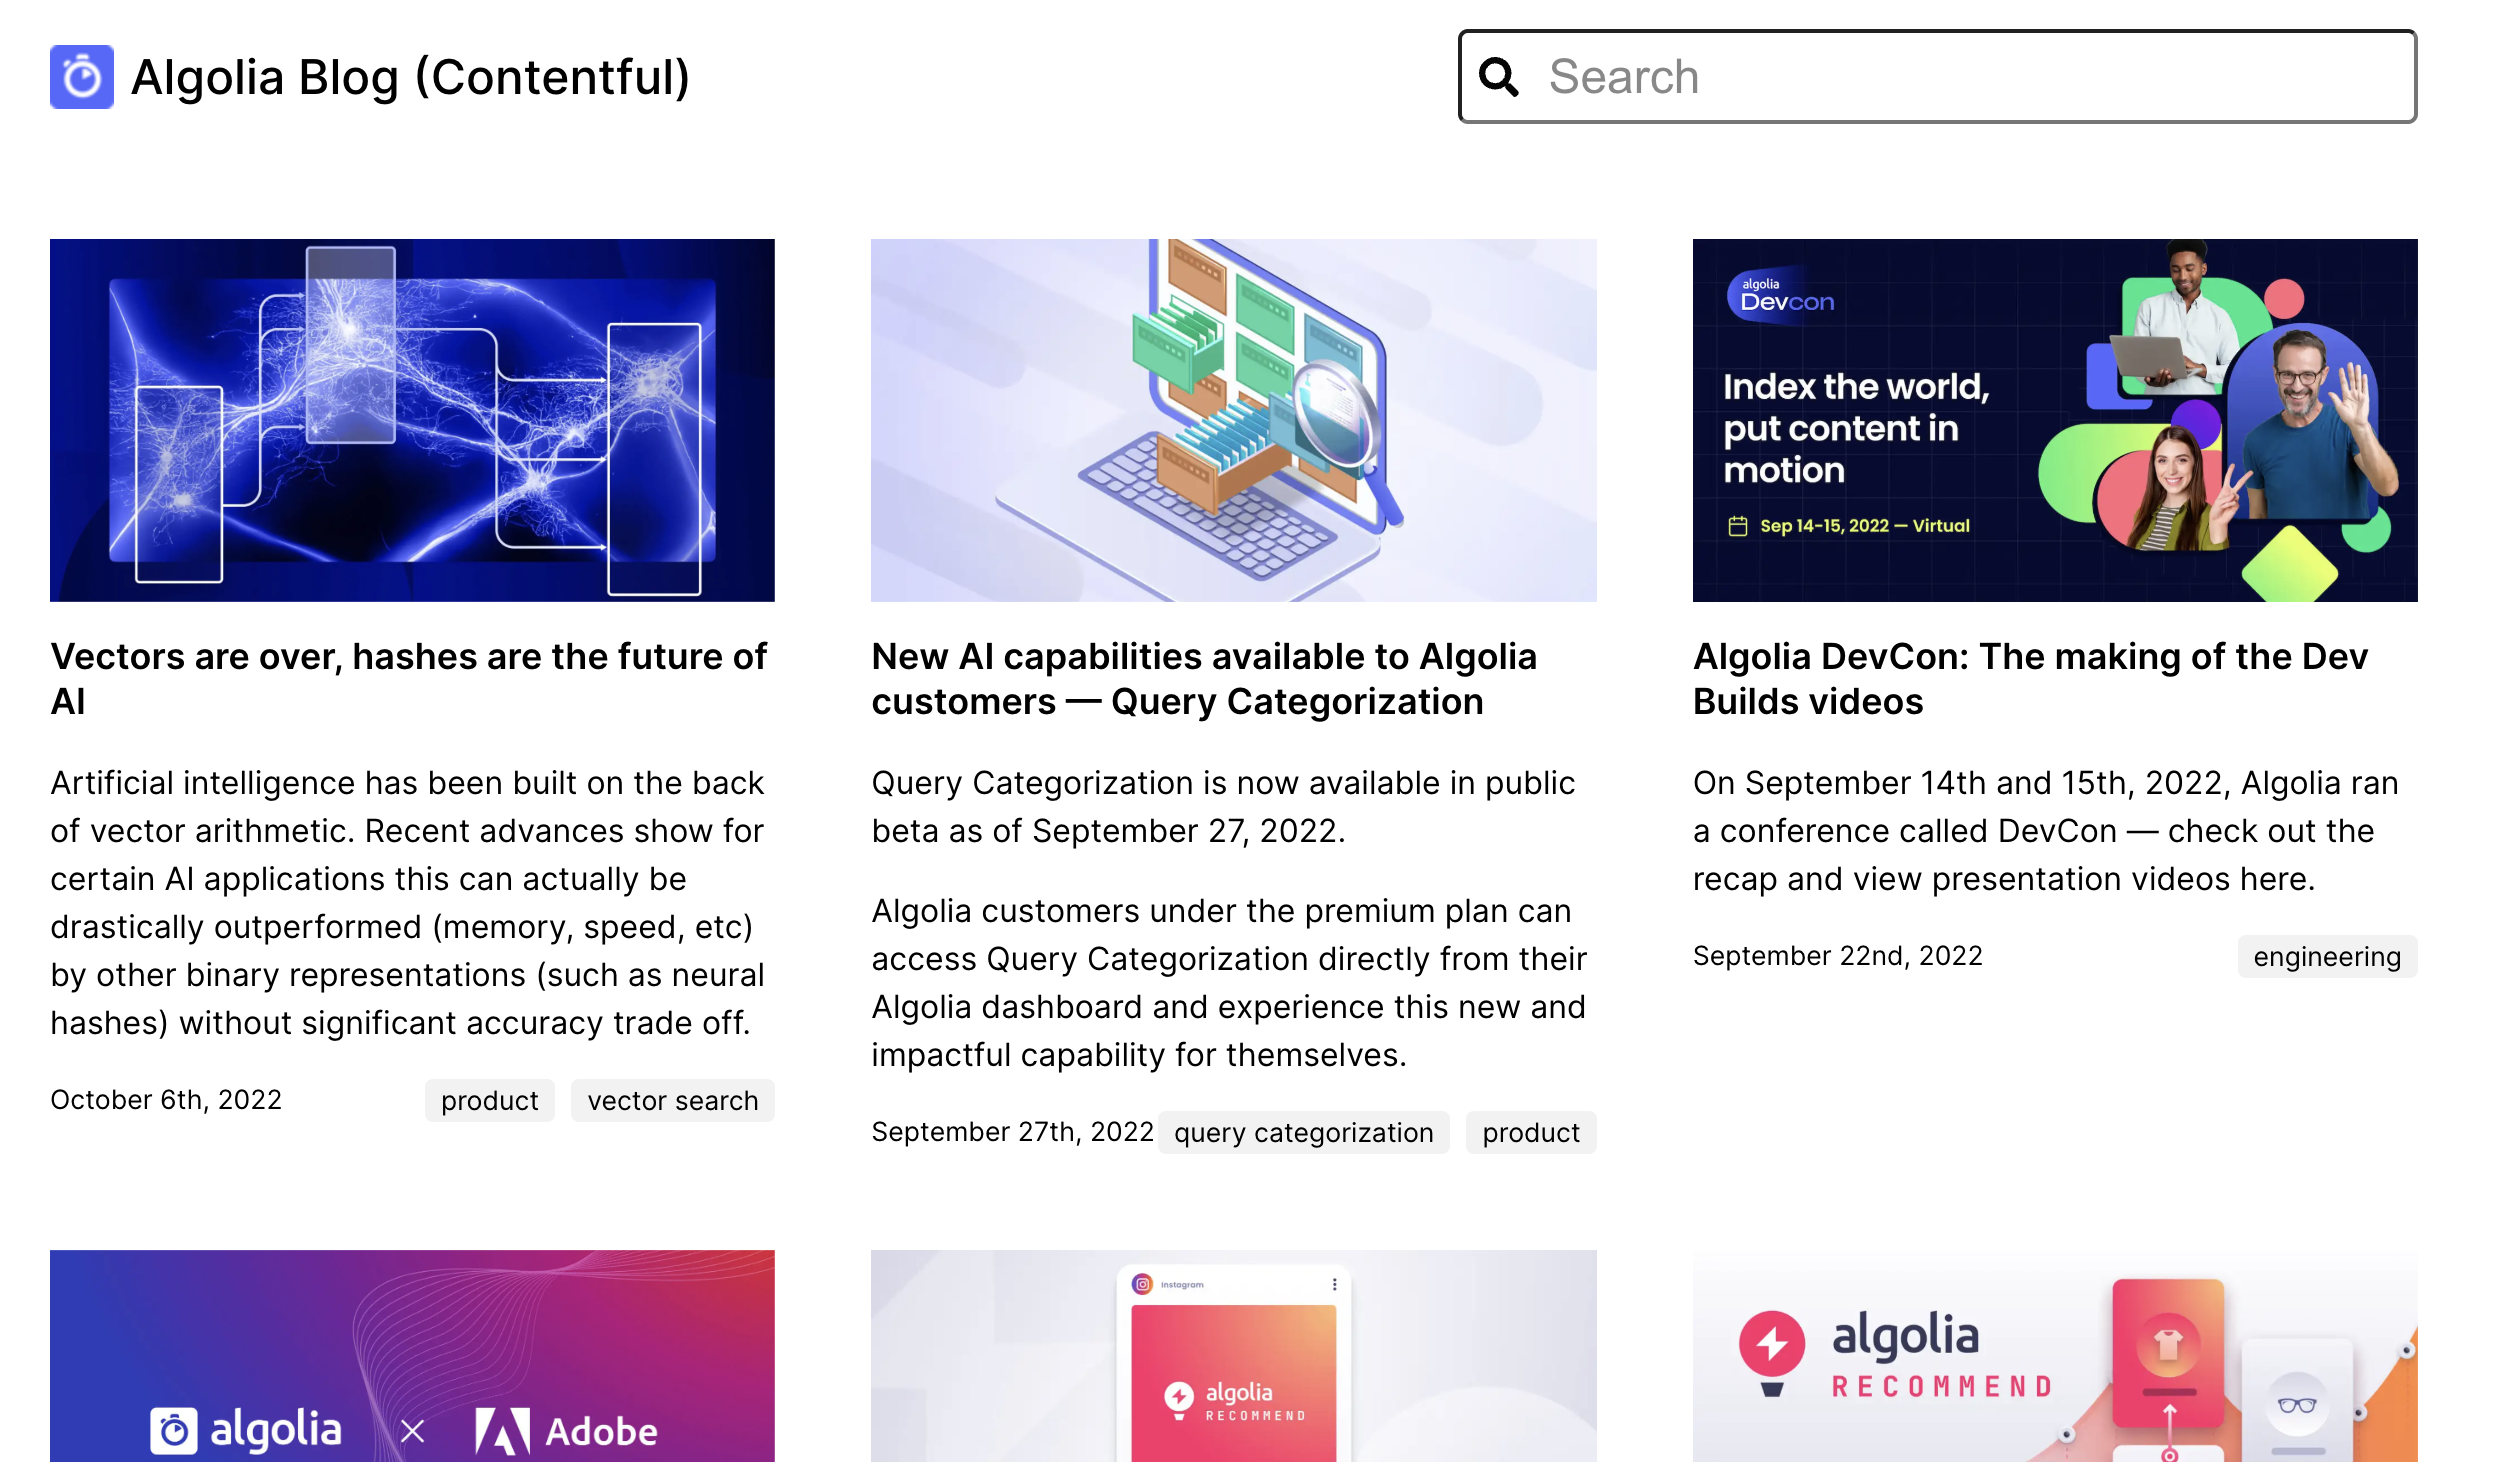 Algolia Blog (Contentful)
Search
algolia
Devcon
Index the world,
put content in
motion
Sep 14-15, 2022 — Virtual
Vectors are over, hashes are the future of
AI
Artificial intelligence has been built on the back
of vector arithmetic. Recent advances show for
certain AI applications this can actually be
drastically outperformed (memory, speed, etc)
by other binary representations (such as neural
hashes) without significant accuracy trade off.
October 6th, 2022
product
vector search
New AI capabilities available to Algolia
customers — Query Categorization
Query Categorization is now available in public
beta as of September 27, 2022.
Algolia customers under the premium plan can
access Query Categorization directly from their
Algolia dashboard and experience this new and
impactful capability for themselves.
September 27th, 2022
query categorization
product
Algolia DevCon: The making of the Dev
Builds videos
On September 14th and 15th, 2022, Algolia ran
a conference called DevCon — check out the
recap and view presentation videos here.
September 22nd, 2022
engineering
algolia × Adobe
Instagram
algolia
RECOMMEND
algolia
RECOMMEND